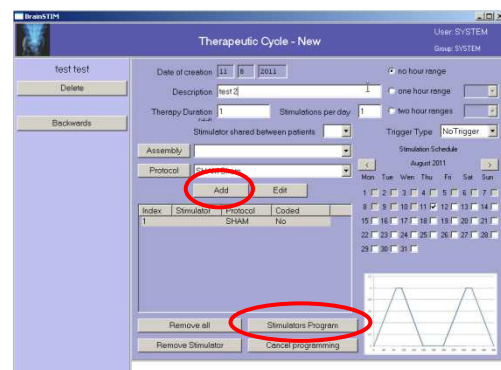 BrainSTIM
Therapeutic Cycle - New
User: SYSTEM
Group: SYSTEM
test test
Delete
Backwards
Date of creation 11 8 2011
Description test 2
Therapy Duration 1 Stimulations per day 1
Stimulator shared between patients
Assembly
Protocol SHAM
Add Edit
Index Stimulator Protocol Coded
1 SHAM No
Remove all Stimulators Program
Remove Stimulator Cancel programming
no hour range
one hour range
two hour ranges
Trigger Type NoTrigger
Stimulation Schedule
< August 2011 >
Mon Tue Wen Thu Fri Sat Sun
1 2 3 4 5 6 7
8 9 10 11 12 13 14
15 16 17 18 19 20 21
22 23 24 25 26 27 28
29 30 31